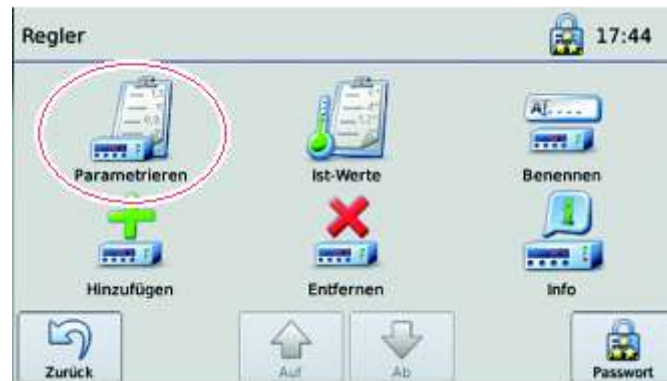 Regler 17:44
Parametrieren Ist-Werte Benennen
Hinzufügen Entfernen Info
Zurück Auf Ab Passwort